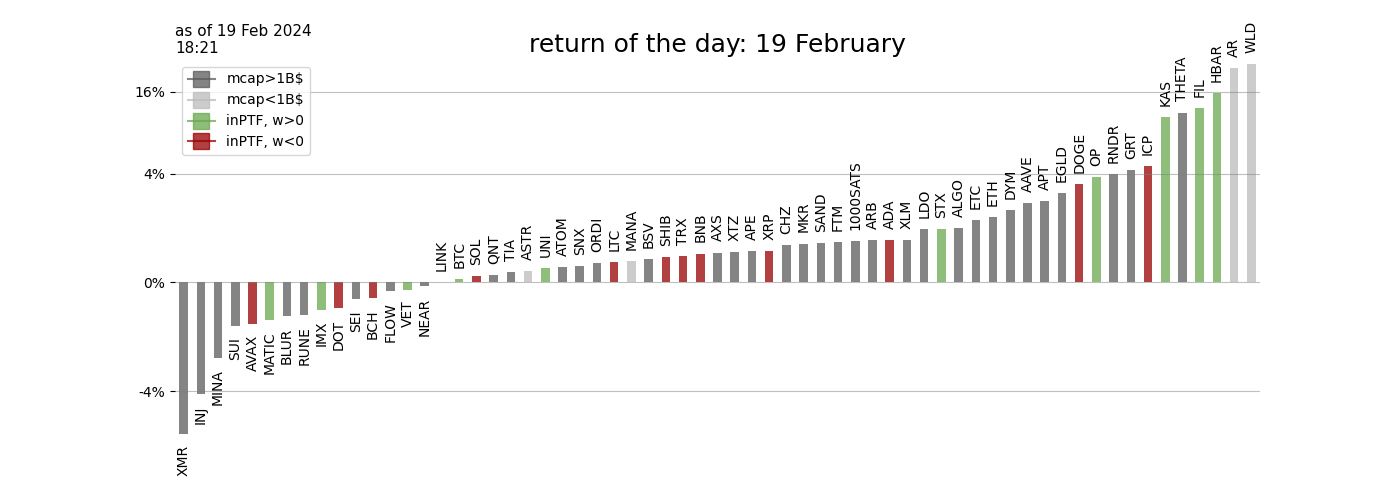 as of 19 Feb 2024
18:21
return of the day: 19 February
mcap>1B$
mcap<1B$
inPTF, w>0
inPTF, w<0
16%
4%
0%
-4%
XMR
INJ
MINA
SUI
AVAX
MATIC
BLUR
RUNE
IMX
DOT
SEI
BCH
FLOW
VET
NEAR
LINK
BTC
SOL
QNT
TIA
ASTR
UNI
ATOM
SNX
ORDI
LTC
MANA
BSV
SHIB
TRX
BNB
AXS
XTZ
APE
XRP
CHZ
MKR
SAND
FTM
1000SATS
ARB
ADA
XLM
LDO
STX
ALGO
ETC
ETH
DYM
AAVE
APT
EGLD
DOGE
OP
RNDR
GRT
ICP
KAS
THETA
FIL
HBAR
AR
WLD